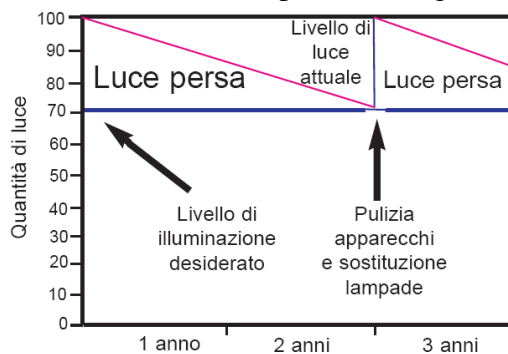 100
90
80
70
60
50
40
30
20
10
0
Quantità di luce
Luce persa
Livello di
luce
attuale
Luce persa
Livello di
illuminazione
desiderato
Pulizia
apparecchi
e sostituzione
lampade
1 anno
2 anni
3 anni